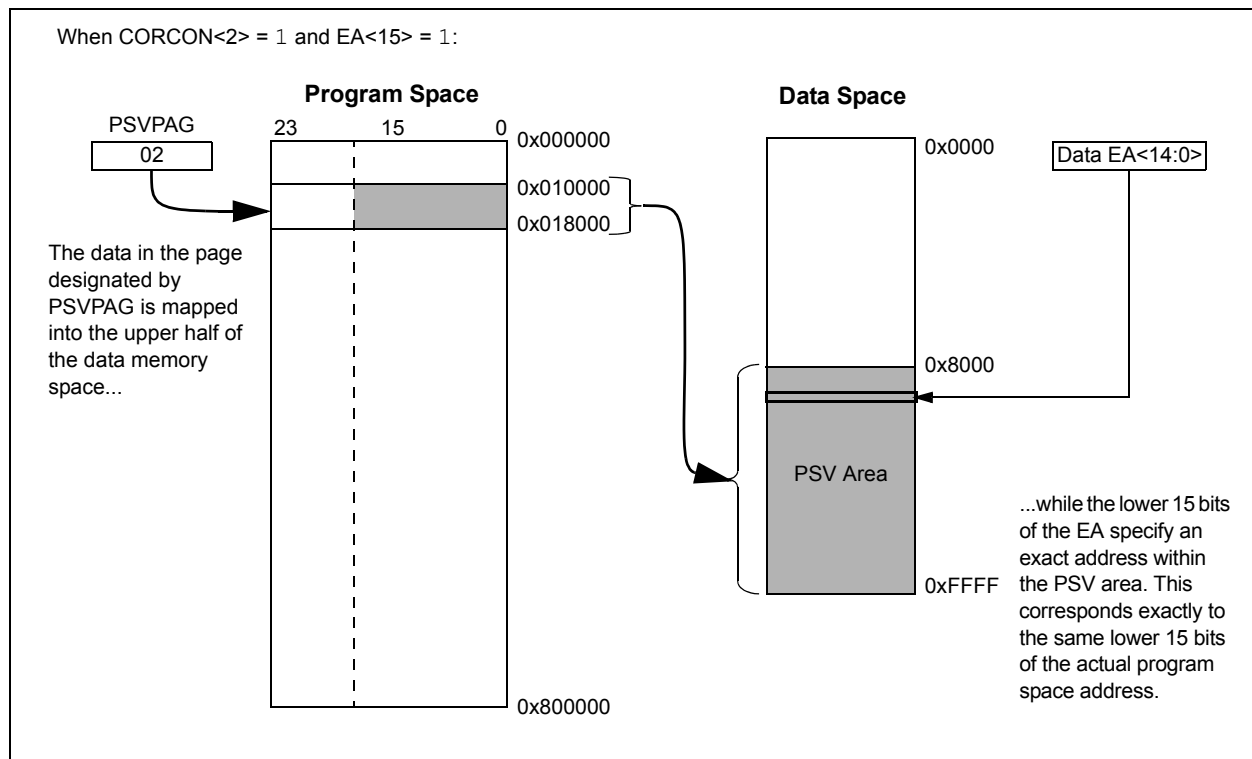 When CORCON<2> = 1 and EA<15> = 1:
Program Space
Data Space
PSVPAG
02
23 15 0
0x000000
0x010000
0x018000
0x800000
The data in the page
designated by
PSVPAG is mapped
into the upper half of
the data memory
space...
0x0000
0x8000
0xFFFF
PSV Area
Data EA<14:0>
...while the lower 15 bits
of the EA specify an
exact address within
the PSV area. This
corresponds exactly to
the same lower 15 bits
of the actual program
space address.